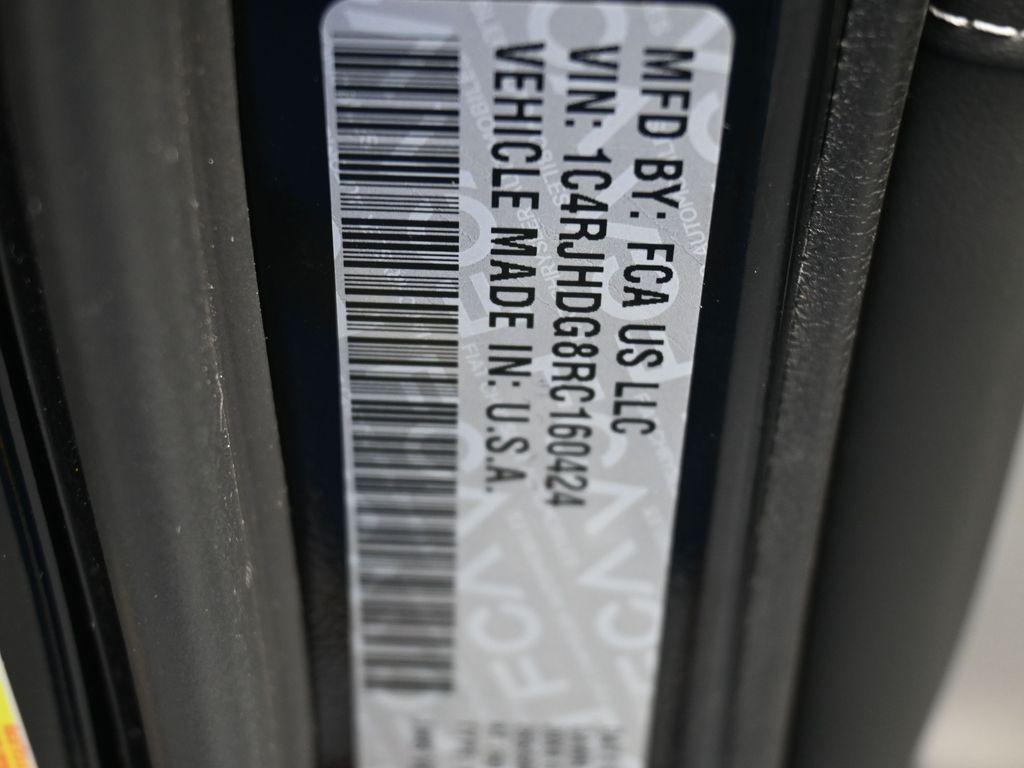 MFD BY: FCA US LLC
VIN: 1C4RJHDG8RC160424
VEHICLE MADE IN: U.S.A.